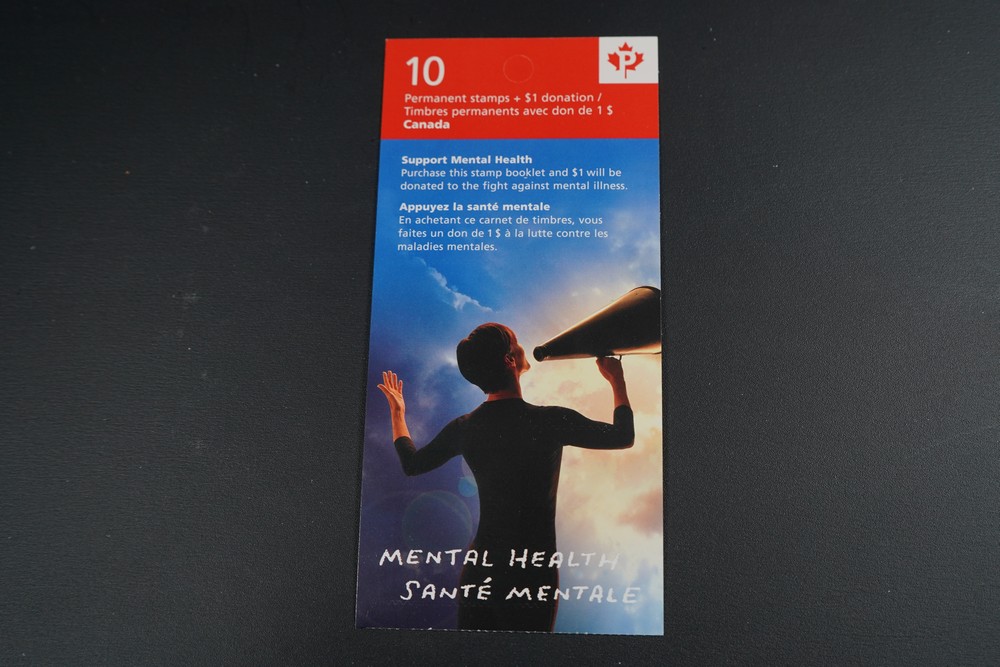 10
P
Permanent stamps + $1 donation /
Timbres permanents avec don de 1 $
Canada
Support Mental Health
Purchase this stamp booklet and $1 will be
donated to the fight against mental illness.
Appuyez la santé mentale
En achetant ce carnet de timbres, vous
faites un don de 1 $ à la lutte contre les
maladies mentales.
MENTAL HEALTH
SANTÉ MENTALE